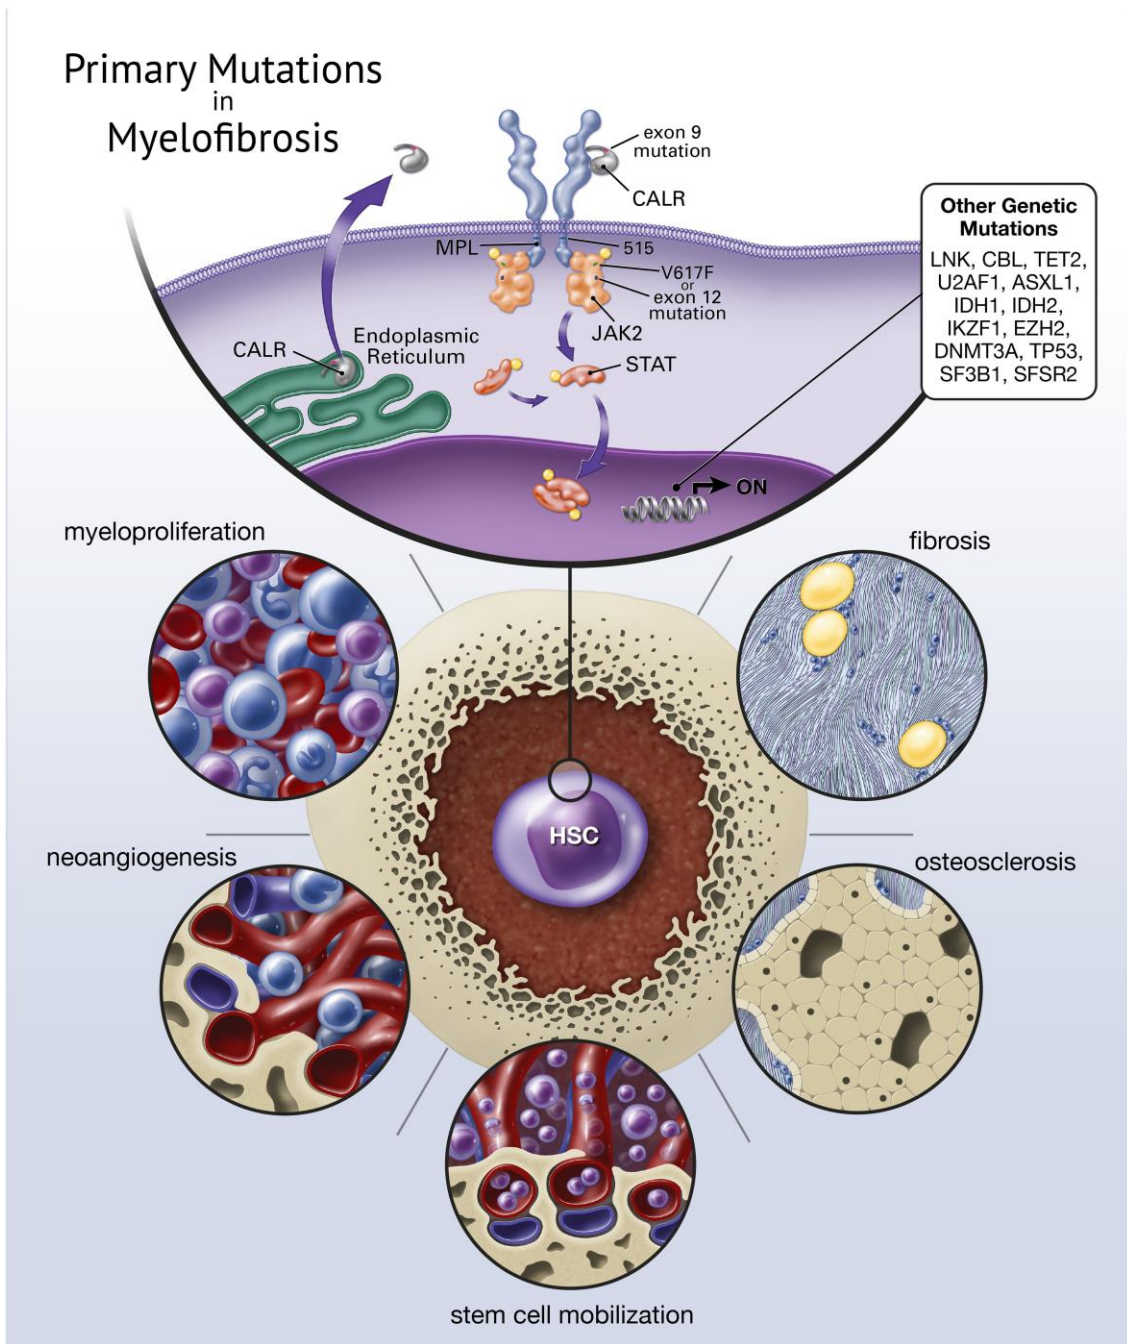 Primary Mutations
in
Myelofibrosis
exon 9
mutation
CALR
MPL
515
V617F
or
exon 12
mutation
JAK2
Endoplasmic
Reticulum
CALR
STAT
ON
Other Genetic
Mutations
LNK, CBL, TET2,
U2AF1, ASXL1,
IDH1, IDH2,
IKZF1, EZH2,
DNMT3A, TP53,
SF3B1, SFSR2
myeloproliferation
fibrosis
HSC
neoangiogenesis
osteosclerosis
stem cell mobilization